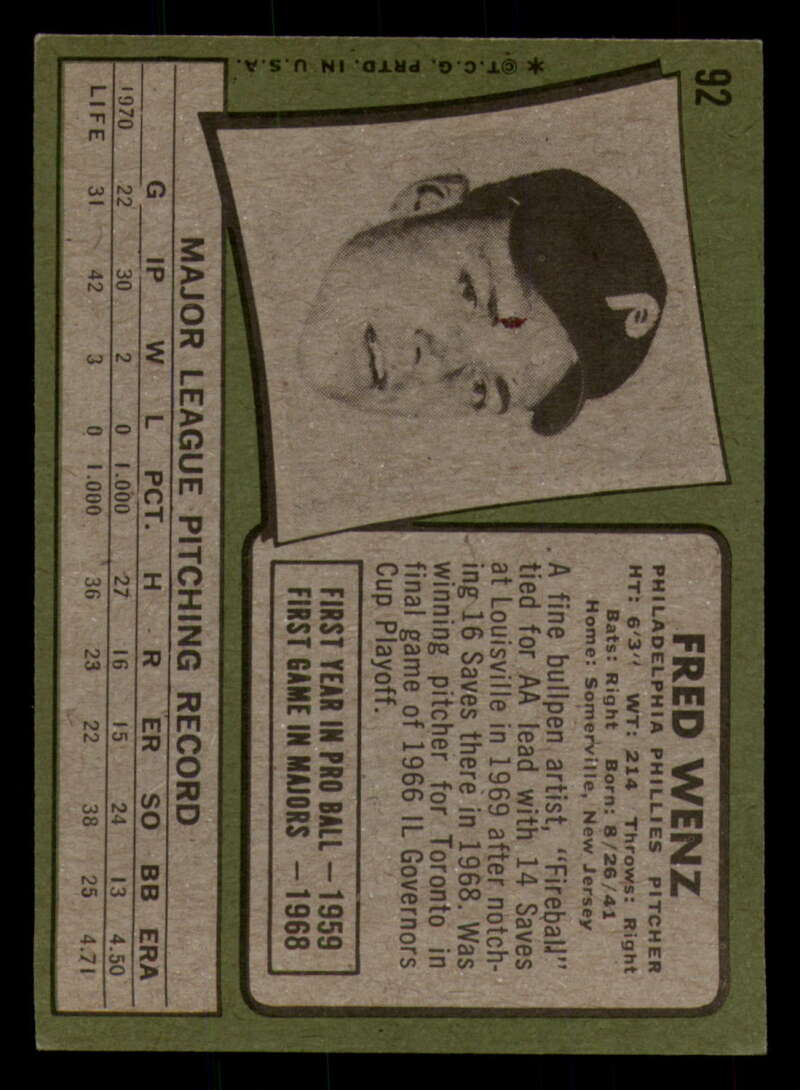 92
*©T.C.G. PRTD. IN U.S.A.
P
FRED WENZ
PHILADELPHIA PHILLIES PITCHER
HT: 6'3" WT: 214 Throws: Right
Bats: Right Born: 8/26/41
Home: Somerville, New Jersey
A fine bullpen artist, "Fireball"
tied for AA lead with 14 Saves
at Louisville in 1969 after notch-
ing 16 Saves there in 1968. Was
winning pitcher for Toronto in
final game of 1966 IL Governors
Cup Playoff.
FIRST YEAR IN PRO BALL — 1959
FIRST GAME IN MAJORS — 1968
MAJOR LEAGUE PITCHING RECORD
G IP W L PCT. H R ER SO BB ERA
1970 22 30 2 0 1.000 27 16 15 24 13 4.50
LIFE 31 42 3 0 1.000 36 23 22 38 25 4.71